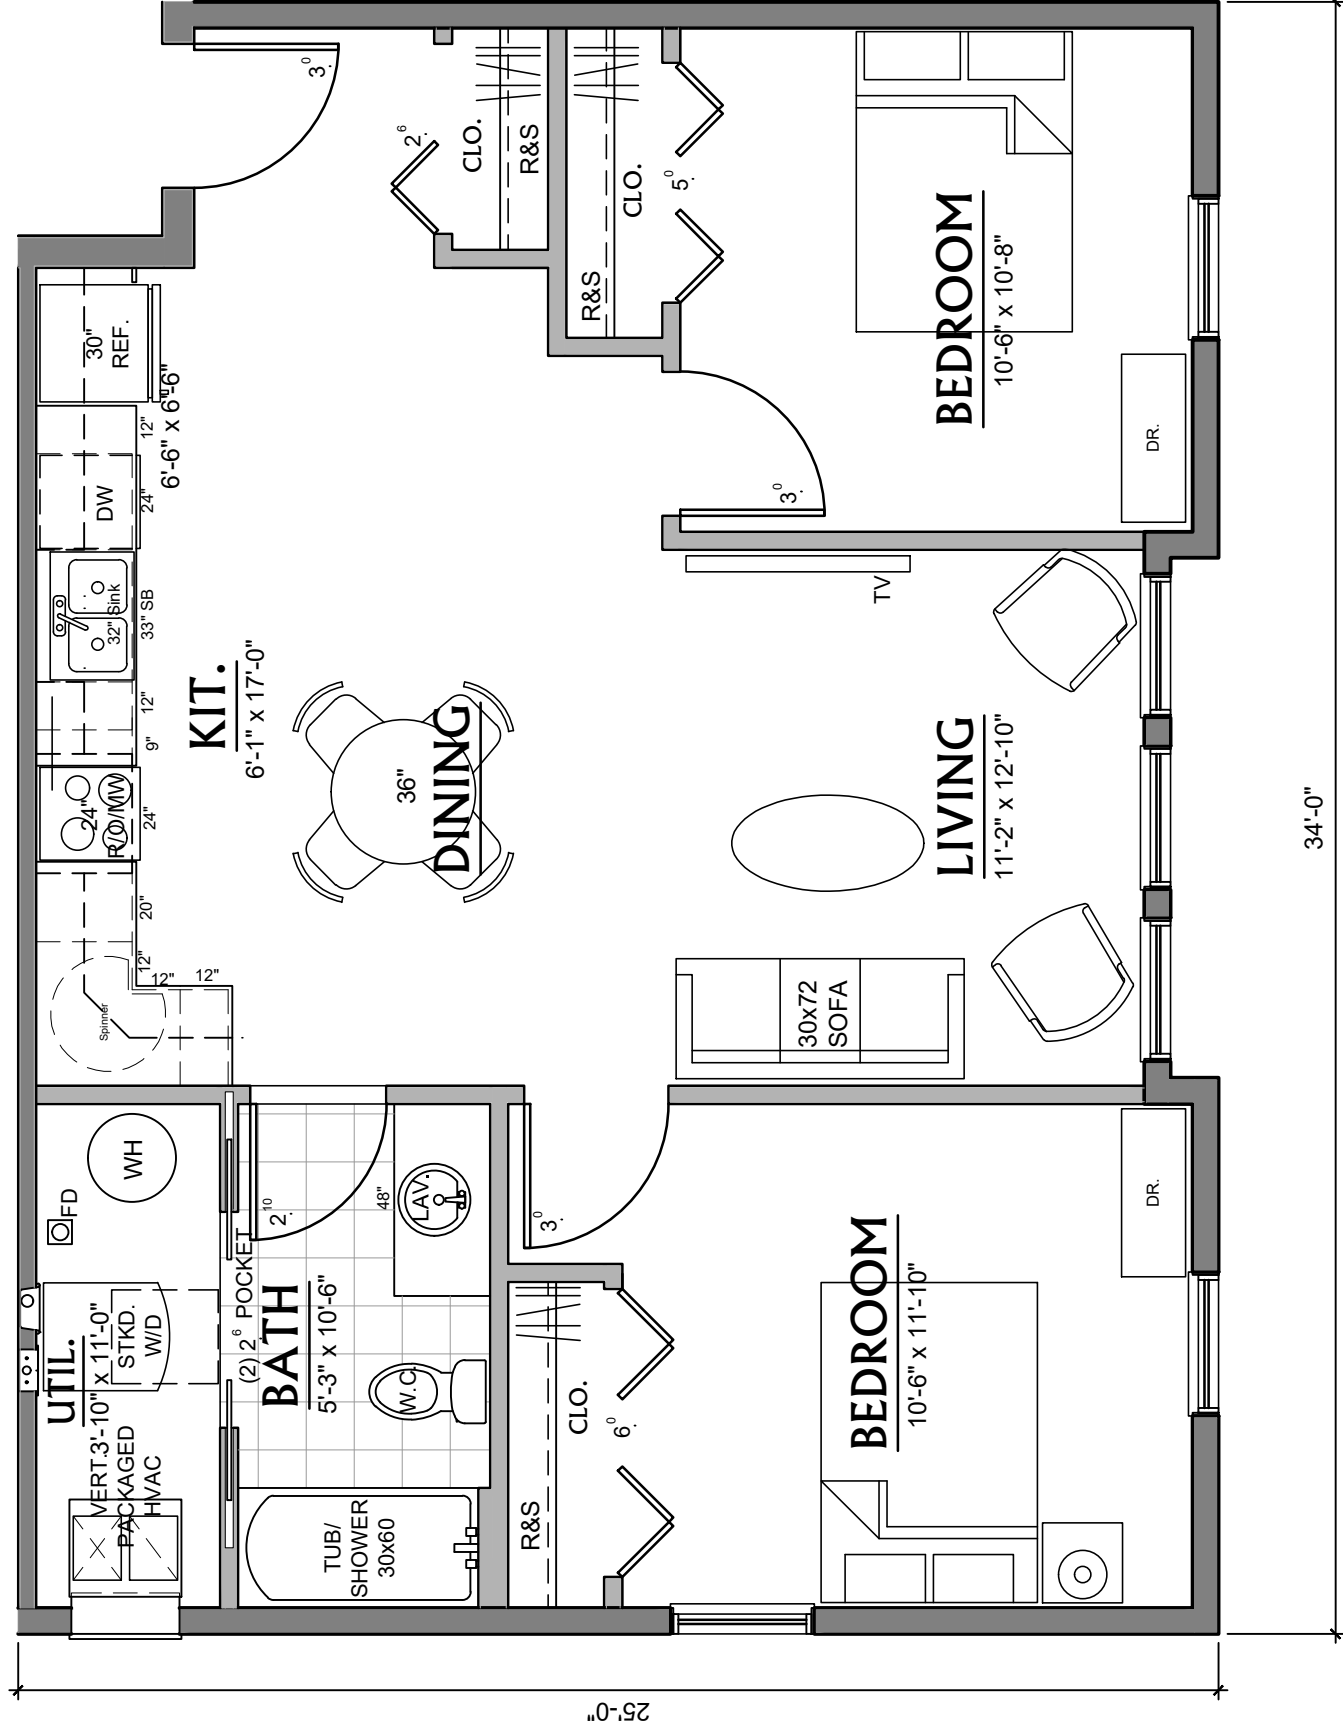 UTIL.
3'-10" x 11'-0"
VERT.
PACKAGED
HVAC
STKD.
W/D
FD
WH
(2) 2.6 POCKET
BATH
5'-3" x 10'-6"
TUB/
SHOWER
30x60
W.C.
LAV.
48"
2.10
Spinner
12"
12"
12"
20"
24"
R/O/MW
24"
9"
12"
32" Sink
33" SB
DW
24"
12"
30"
REF.
6'-6" x 6'-6"
KIT.
6'-1" x 17'-0"
36"
DINING
3.0
2.6
CLO.
R&S
R&S
CLO.
5.0
BEDROOM
10'-6" x 10'-8"
DR.
3.0
TV
LIVING
11'-2" x 12'-10"
30x72
SOFA
3.0
R&S
CLO.
6.0
BEDROOM
10'-6" x 11'-10"
DR.
34'-0"
25'-0"